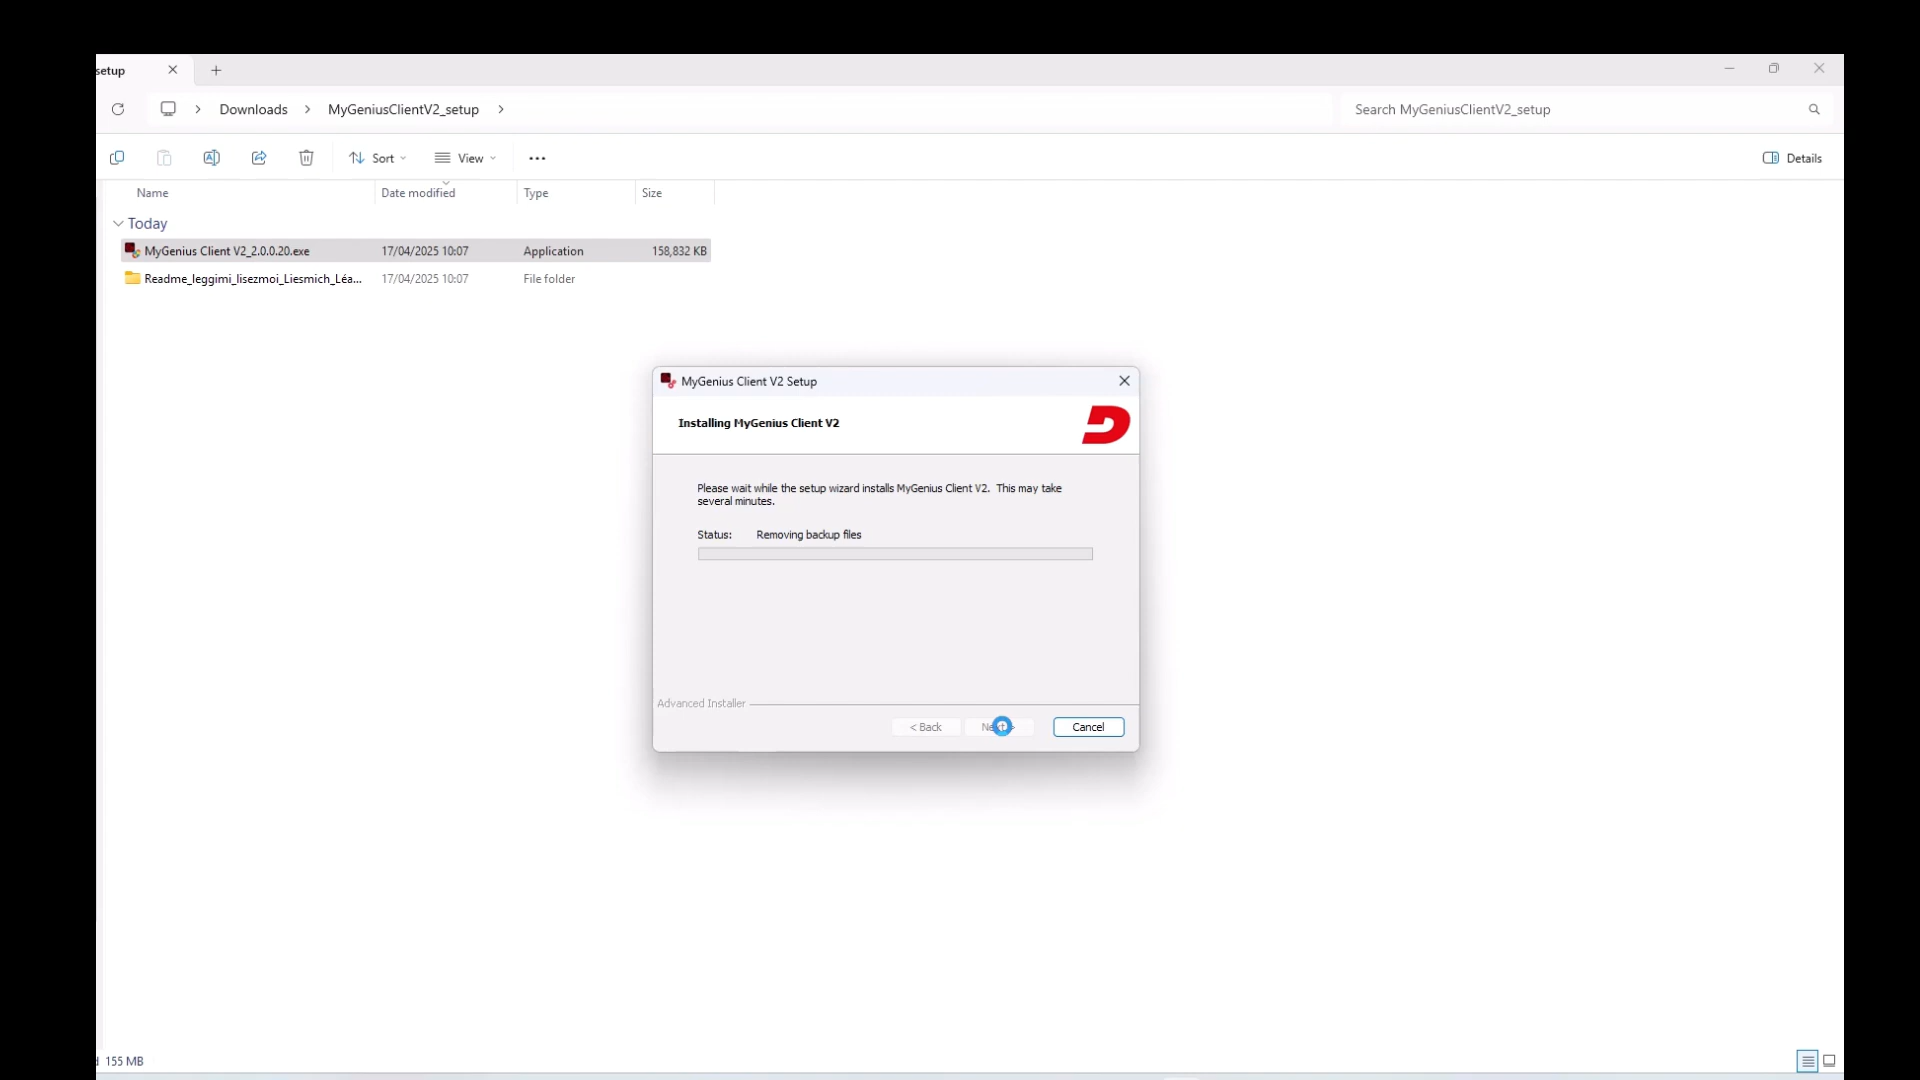 setup
Downloads
MyGeniusClientV2_setup
Search MyGeniusClientV2_setup
Sort
View
Details
Name Date modified Type Size
Today
MyGenius Client V2_2.0.0.20.exe 17/04/2025 10:07 Application 158,832 KB
Readme_leggimi_lisezmoi_Liesmich_Léa... 17/04/2025 10:07 File folder
MyGenius Client V2 Setup
Installing MyGenius Client V2
Please wait while the setup wizard installs MyGenius Client V2. This may take
several minutes.
Status: Removing backup files
Advanced Installer
< Back
Cancel
155 MB